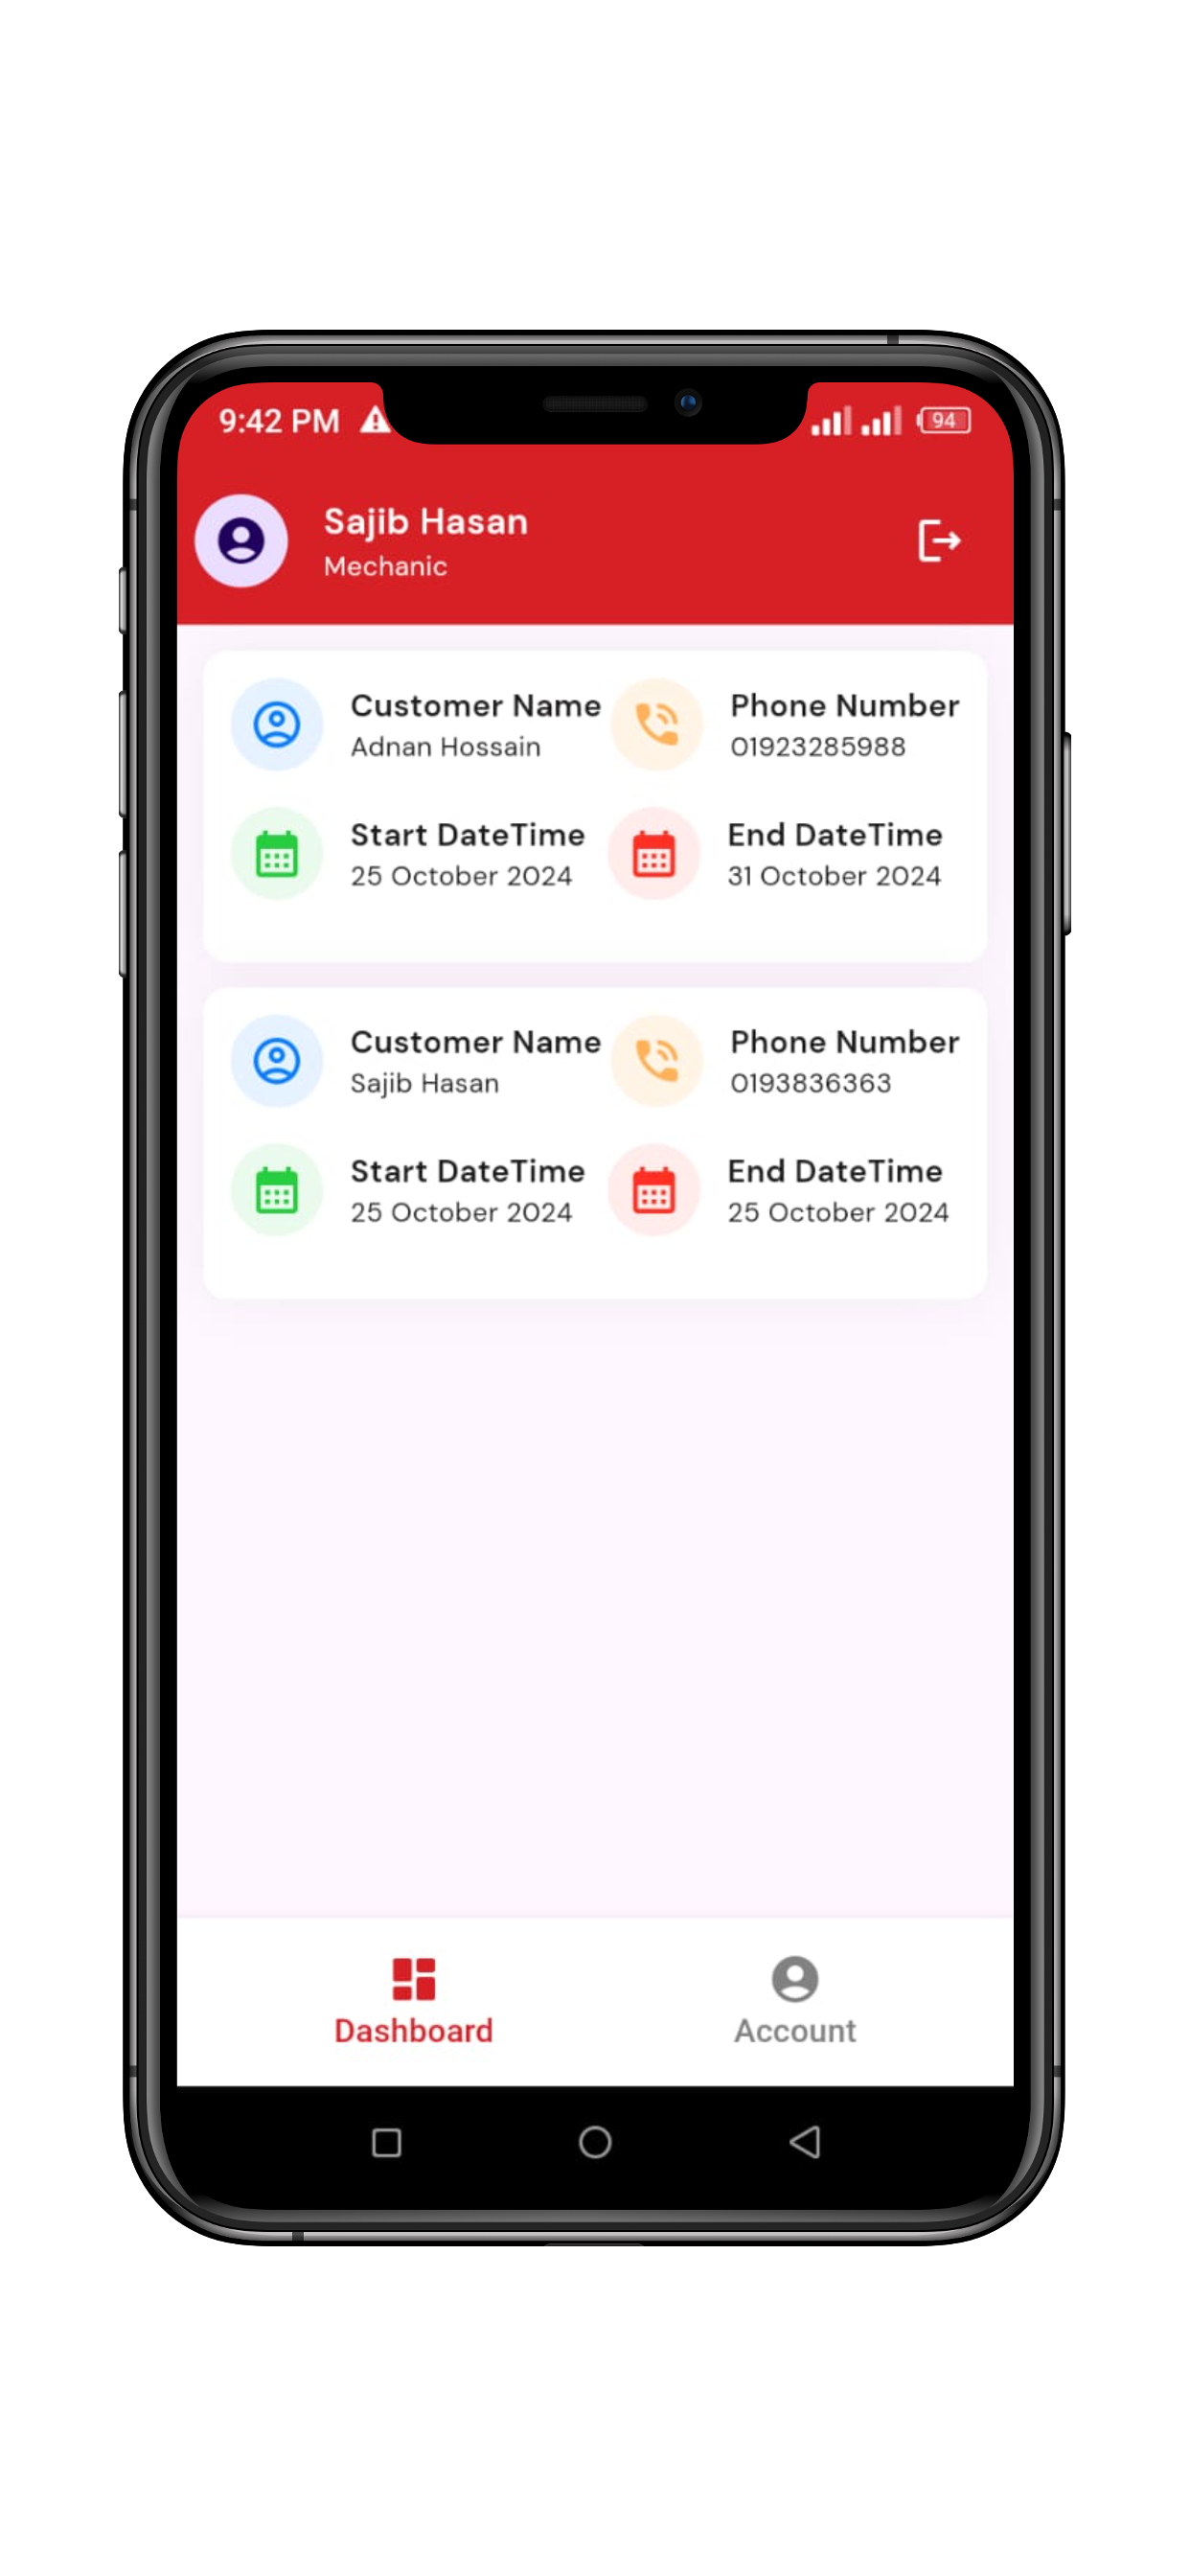 9:42 PM
94
Sajib Hasan
Mechanic
Customer Name Phone Number
Adnan Hossain 01923285988
Start DateTime End DateTime
25 October 2024 31 October 2024
Customer Name Phone Number
Sajib Hasan 0193836363
Start DateTime End DateTime
25 October 2024 25 October 2024
Dashboard Account